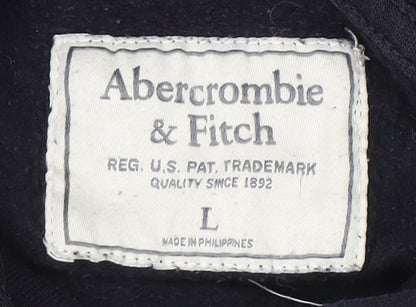 Abercrombie
& Fitch
REG. U.S. PAT. TRADEMARK
QUALITY SINCE 1892
L
MADE IN PHILIPPINES